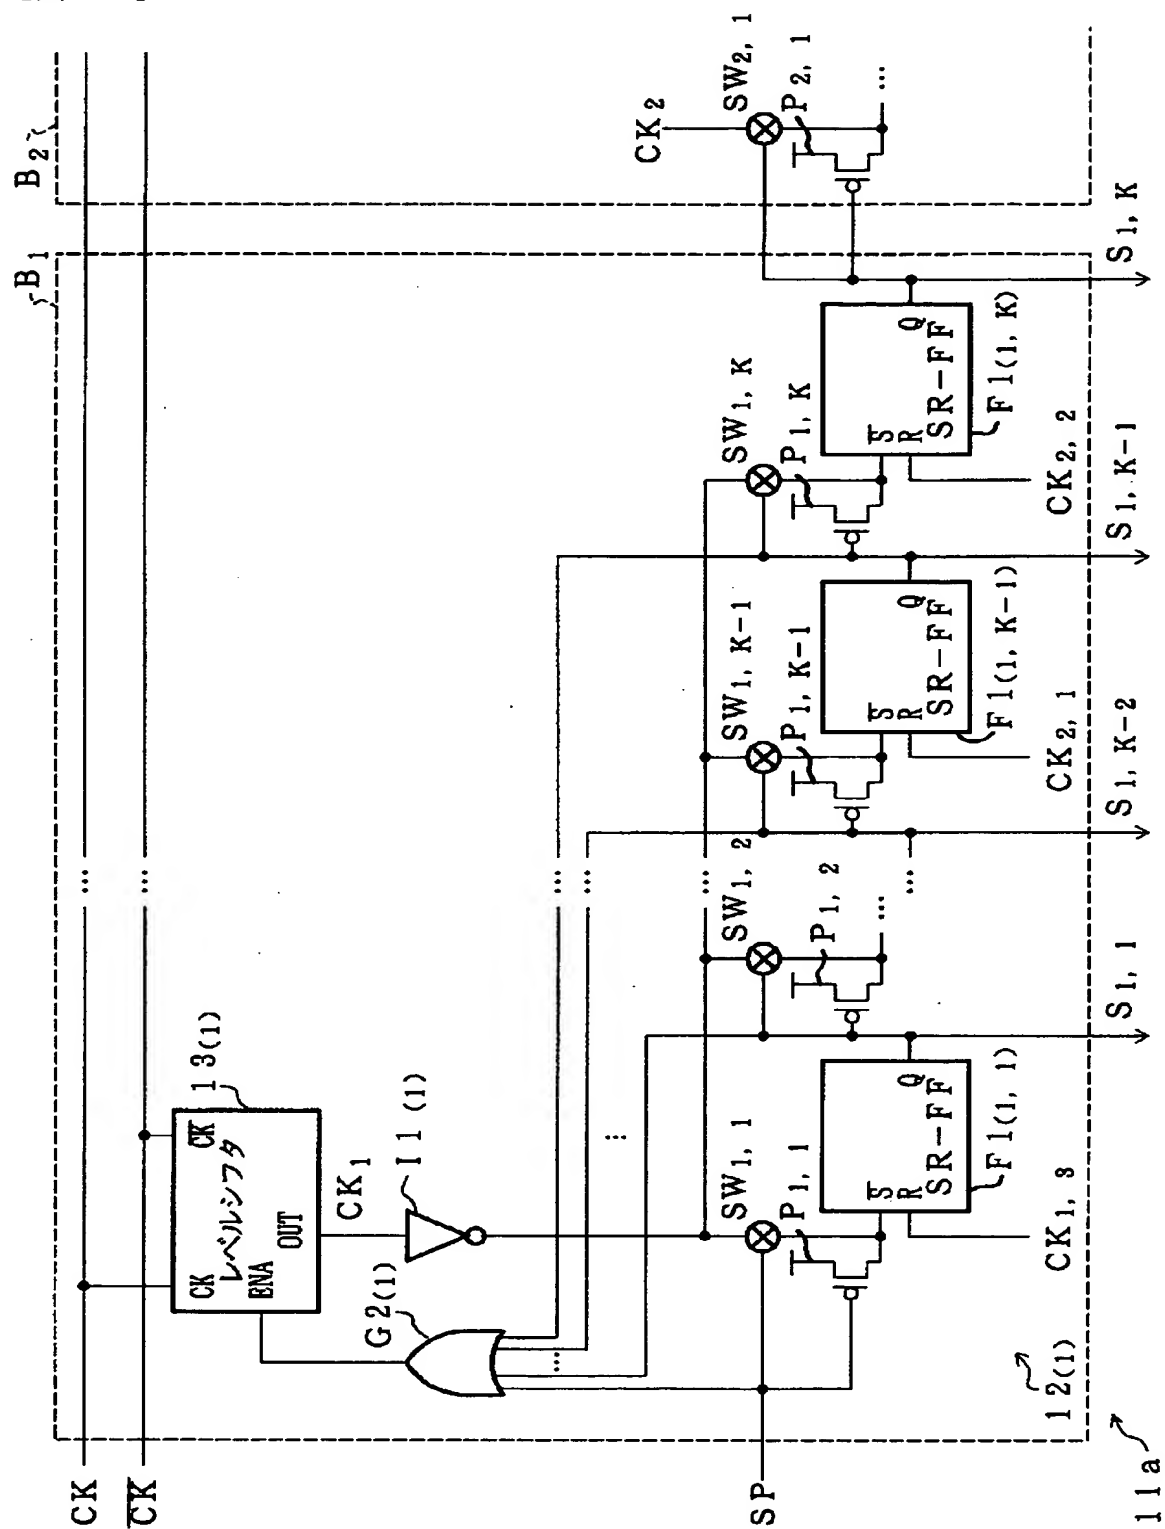 B2
B1
CK
C̅K̅
レベルシフタ
CK
C̅K̅
ENA
OUT
13(1)
CK1
I1(1)
G2(1)
SP
SW1, 1
P1, 1
S̅
R
Q
SR-FF
F1(1, 1)
CK1, 3
S1, 1
SW1, 2
P1, 2
S1, K-2
SW1, K-1
P1, K-1
S̅
R
Q
SR-FF
F1(1, K-1)
CK2, 1
S1, K-1
SW1, K
P1, K
S̅
R
Q
SR-FF
F1(1, K)
CK2, 2
S1, K
CK2
SW2, 1
P2, 1
12(1)
11a